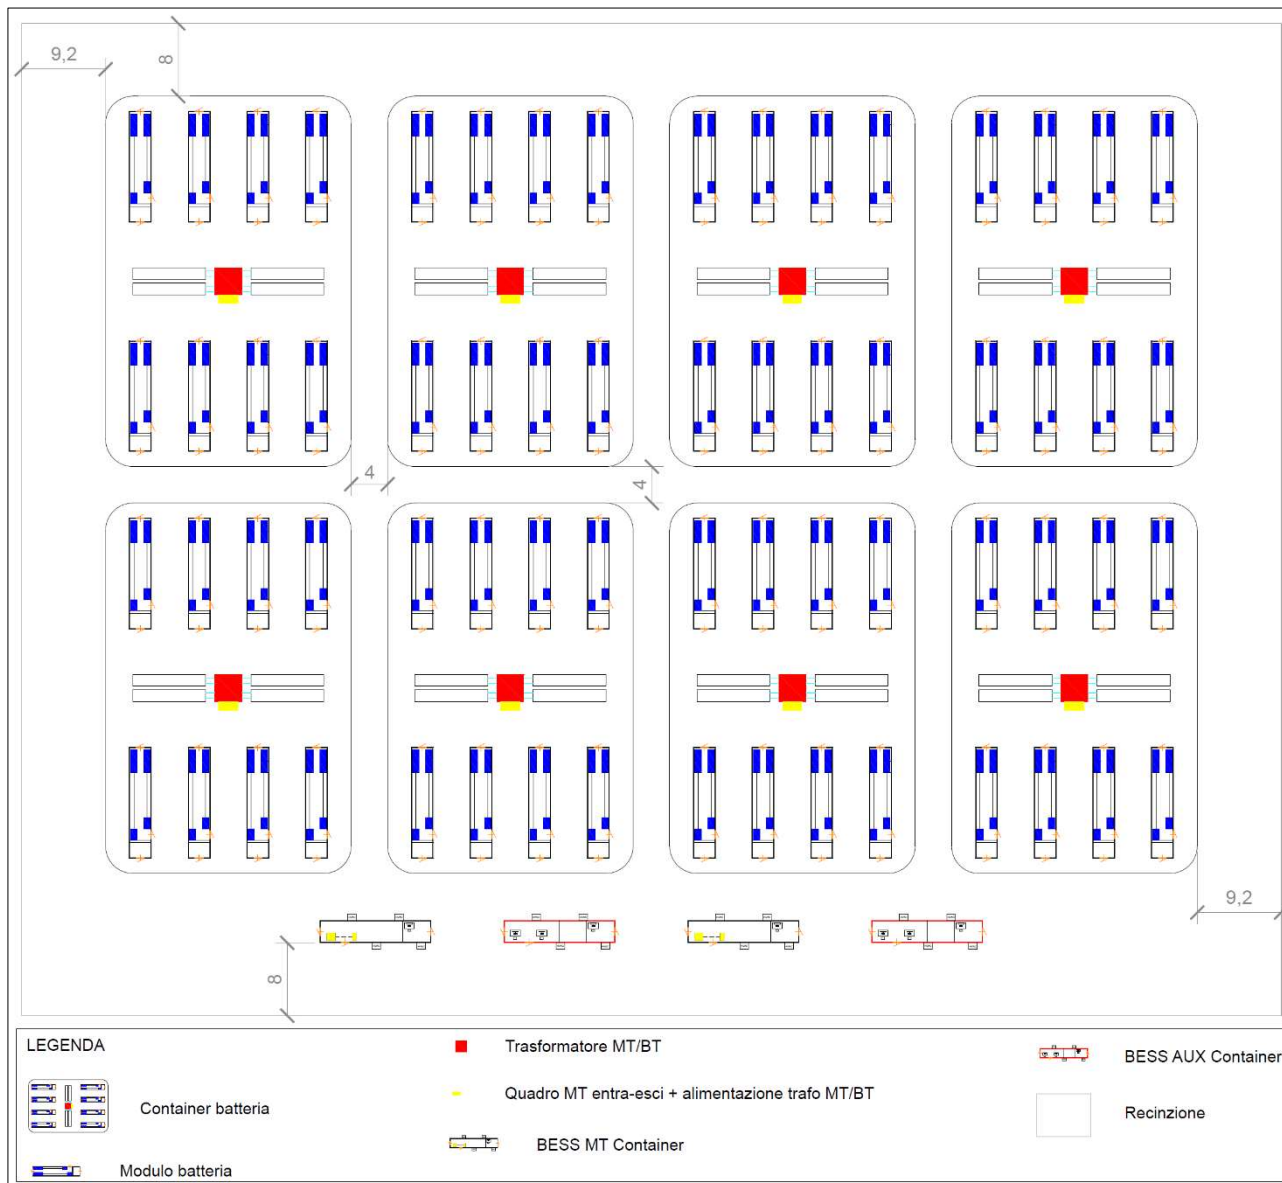 9,2
8
4
4
9,2
8
LEGENDA
Container batteria
Modulo batteria
Trasformatore MT/BT
Quadro MT entra-esci + alimentazione trafo MT/BT
BESS MT Container
BESS AUX Container
Recinzione